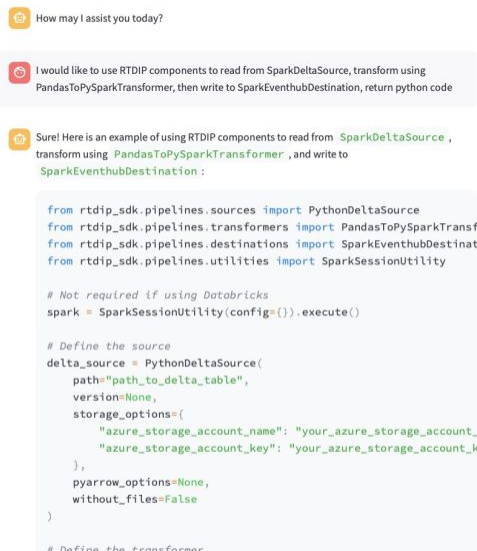 How may I assist you today?
I would like to use RTDIP components to read from SparkDeltaSource, transform using
PandasToPySparkTransformer, then write to SparkEventhubDestination, return python code
Sure! Here is an example of using RTDIP components to read from SparkDeltaSource ,
transform using PandasToPySparkTransformer , and write to
SparkEventhubDestination :
from rtdip_sdk.pipelines.sources import PythonDeltaSource
from rtdip_sdk.pipelines.transformers import PandasToPySparkTransf
from rtdip_sdk.pipelines.destinations import SparkEventhubDestinat
from rtdip_sdk.pipelines.utilities import SparkSessionUtility
# Not required if using Databricks
spark = SparkSessionUtility(config={}).execute()
# Define the source
delta_source = PythonDeltaSource(
    path="path_to_delta_table",
    version=None,
    storage_options={
        "azure_storage_account_name": "your_azure_storage_account_
        "azure_storage_account_key": "your_azure_storage_account_k
    },
    pyarrow_options=None,
    without_files=False
)
# Define the transformer